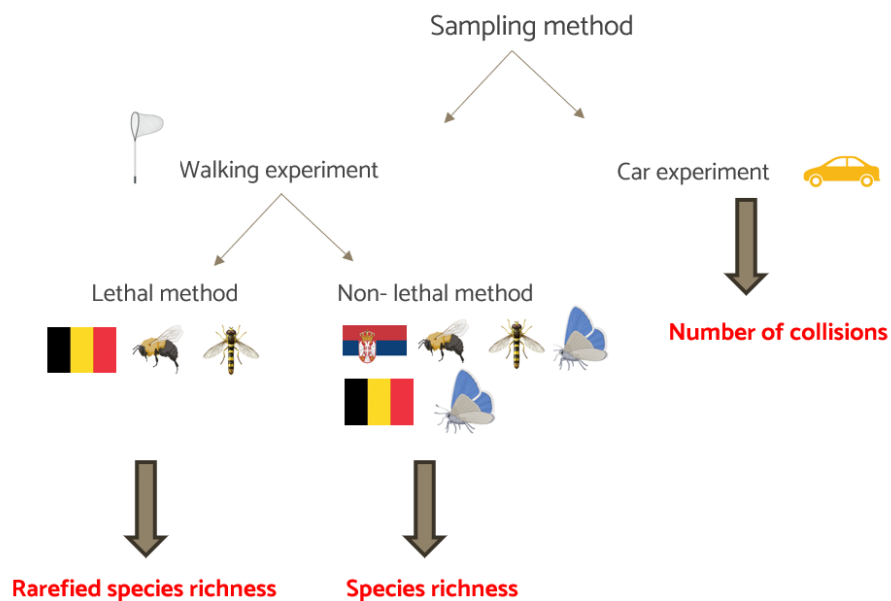 Sampling method
Walking experiment
Car experiment
Lethal method
Non- lethal method
Number of collisions
Rarefied species richness
Species richness